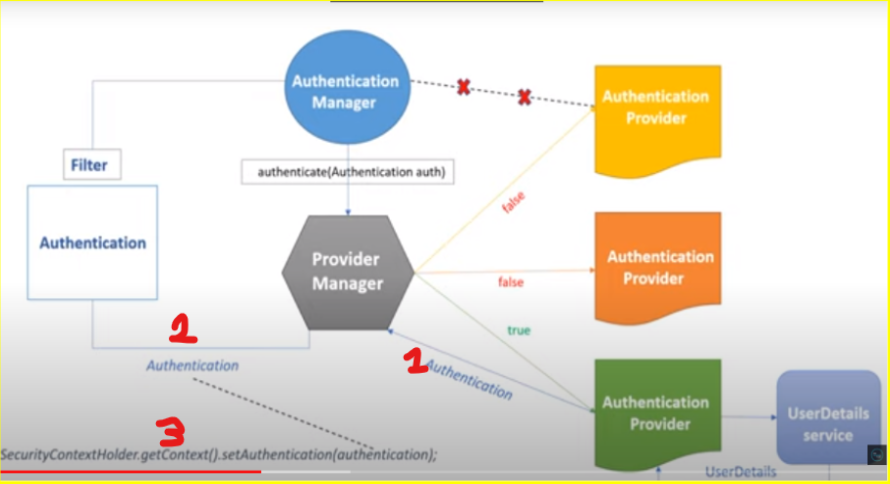 Authentication
Manager
Authentication
Provider
Filter
authenticate(Authentication auth)
false
Authentication
Provider
Manager
Authentication
Provider
false
true
2
1
Authentication
Authentication
Authentication
Provider
UserDetails
service
3
SecurityContextHolder.getContext().setAuthentication(authentication);
UserDetails